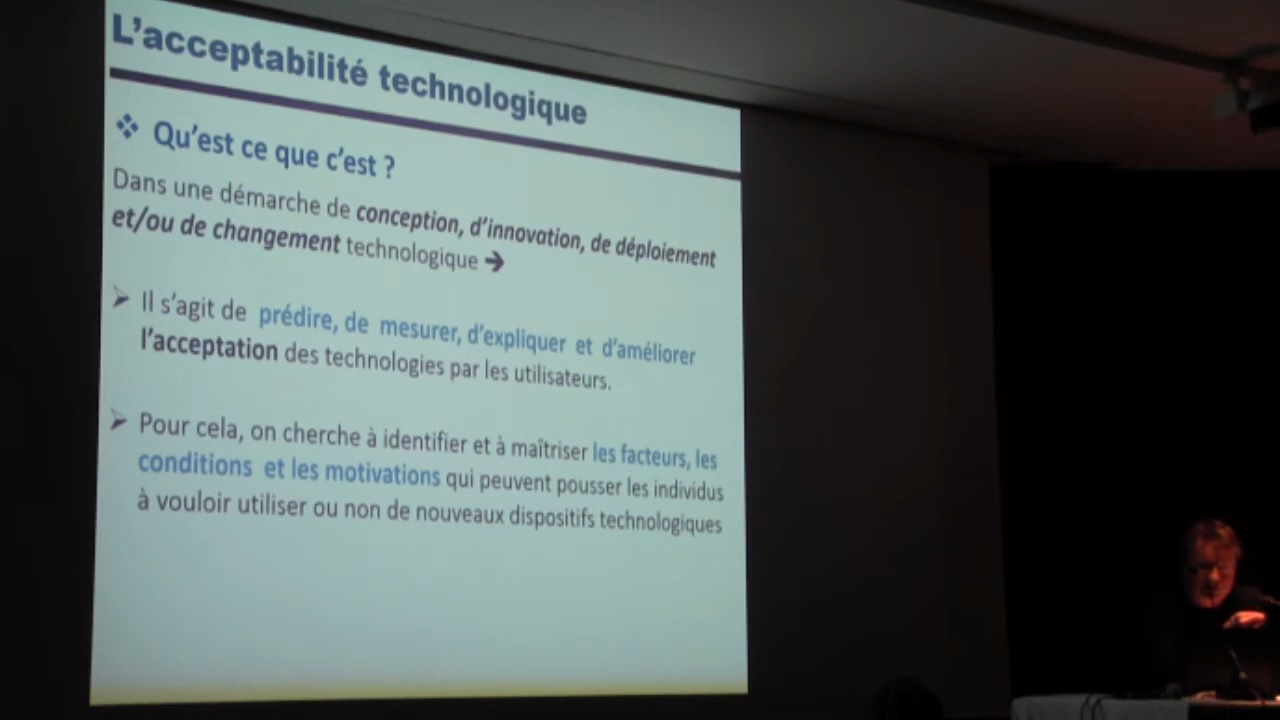 L'acceptabilité technologique
❖ Qu'est ce que c'est ?
Dans une démarche de conception, d'innovation, de déploiement
et/ou de changement technologique ➔
➢ Il s'agit de prédire, de mesurer, d'expliquer et d'améliorer
l'acceptation des technologies par les utilisateurs.
➢ Pour cela, on cherche à identifier et à maîtriser les facteurs, les
conditions et les motivations qui peuvent pousser les individus
à vouloir utiliser ou non de nouveaux dispositifs technologiques